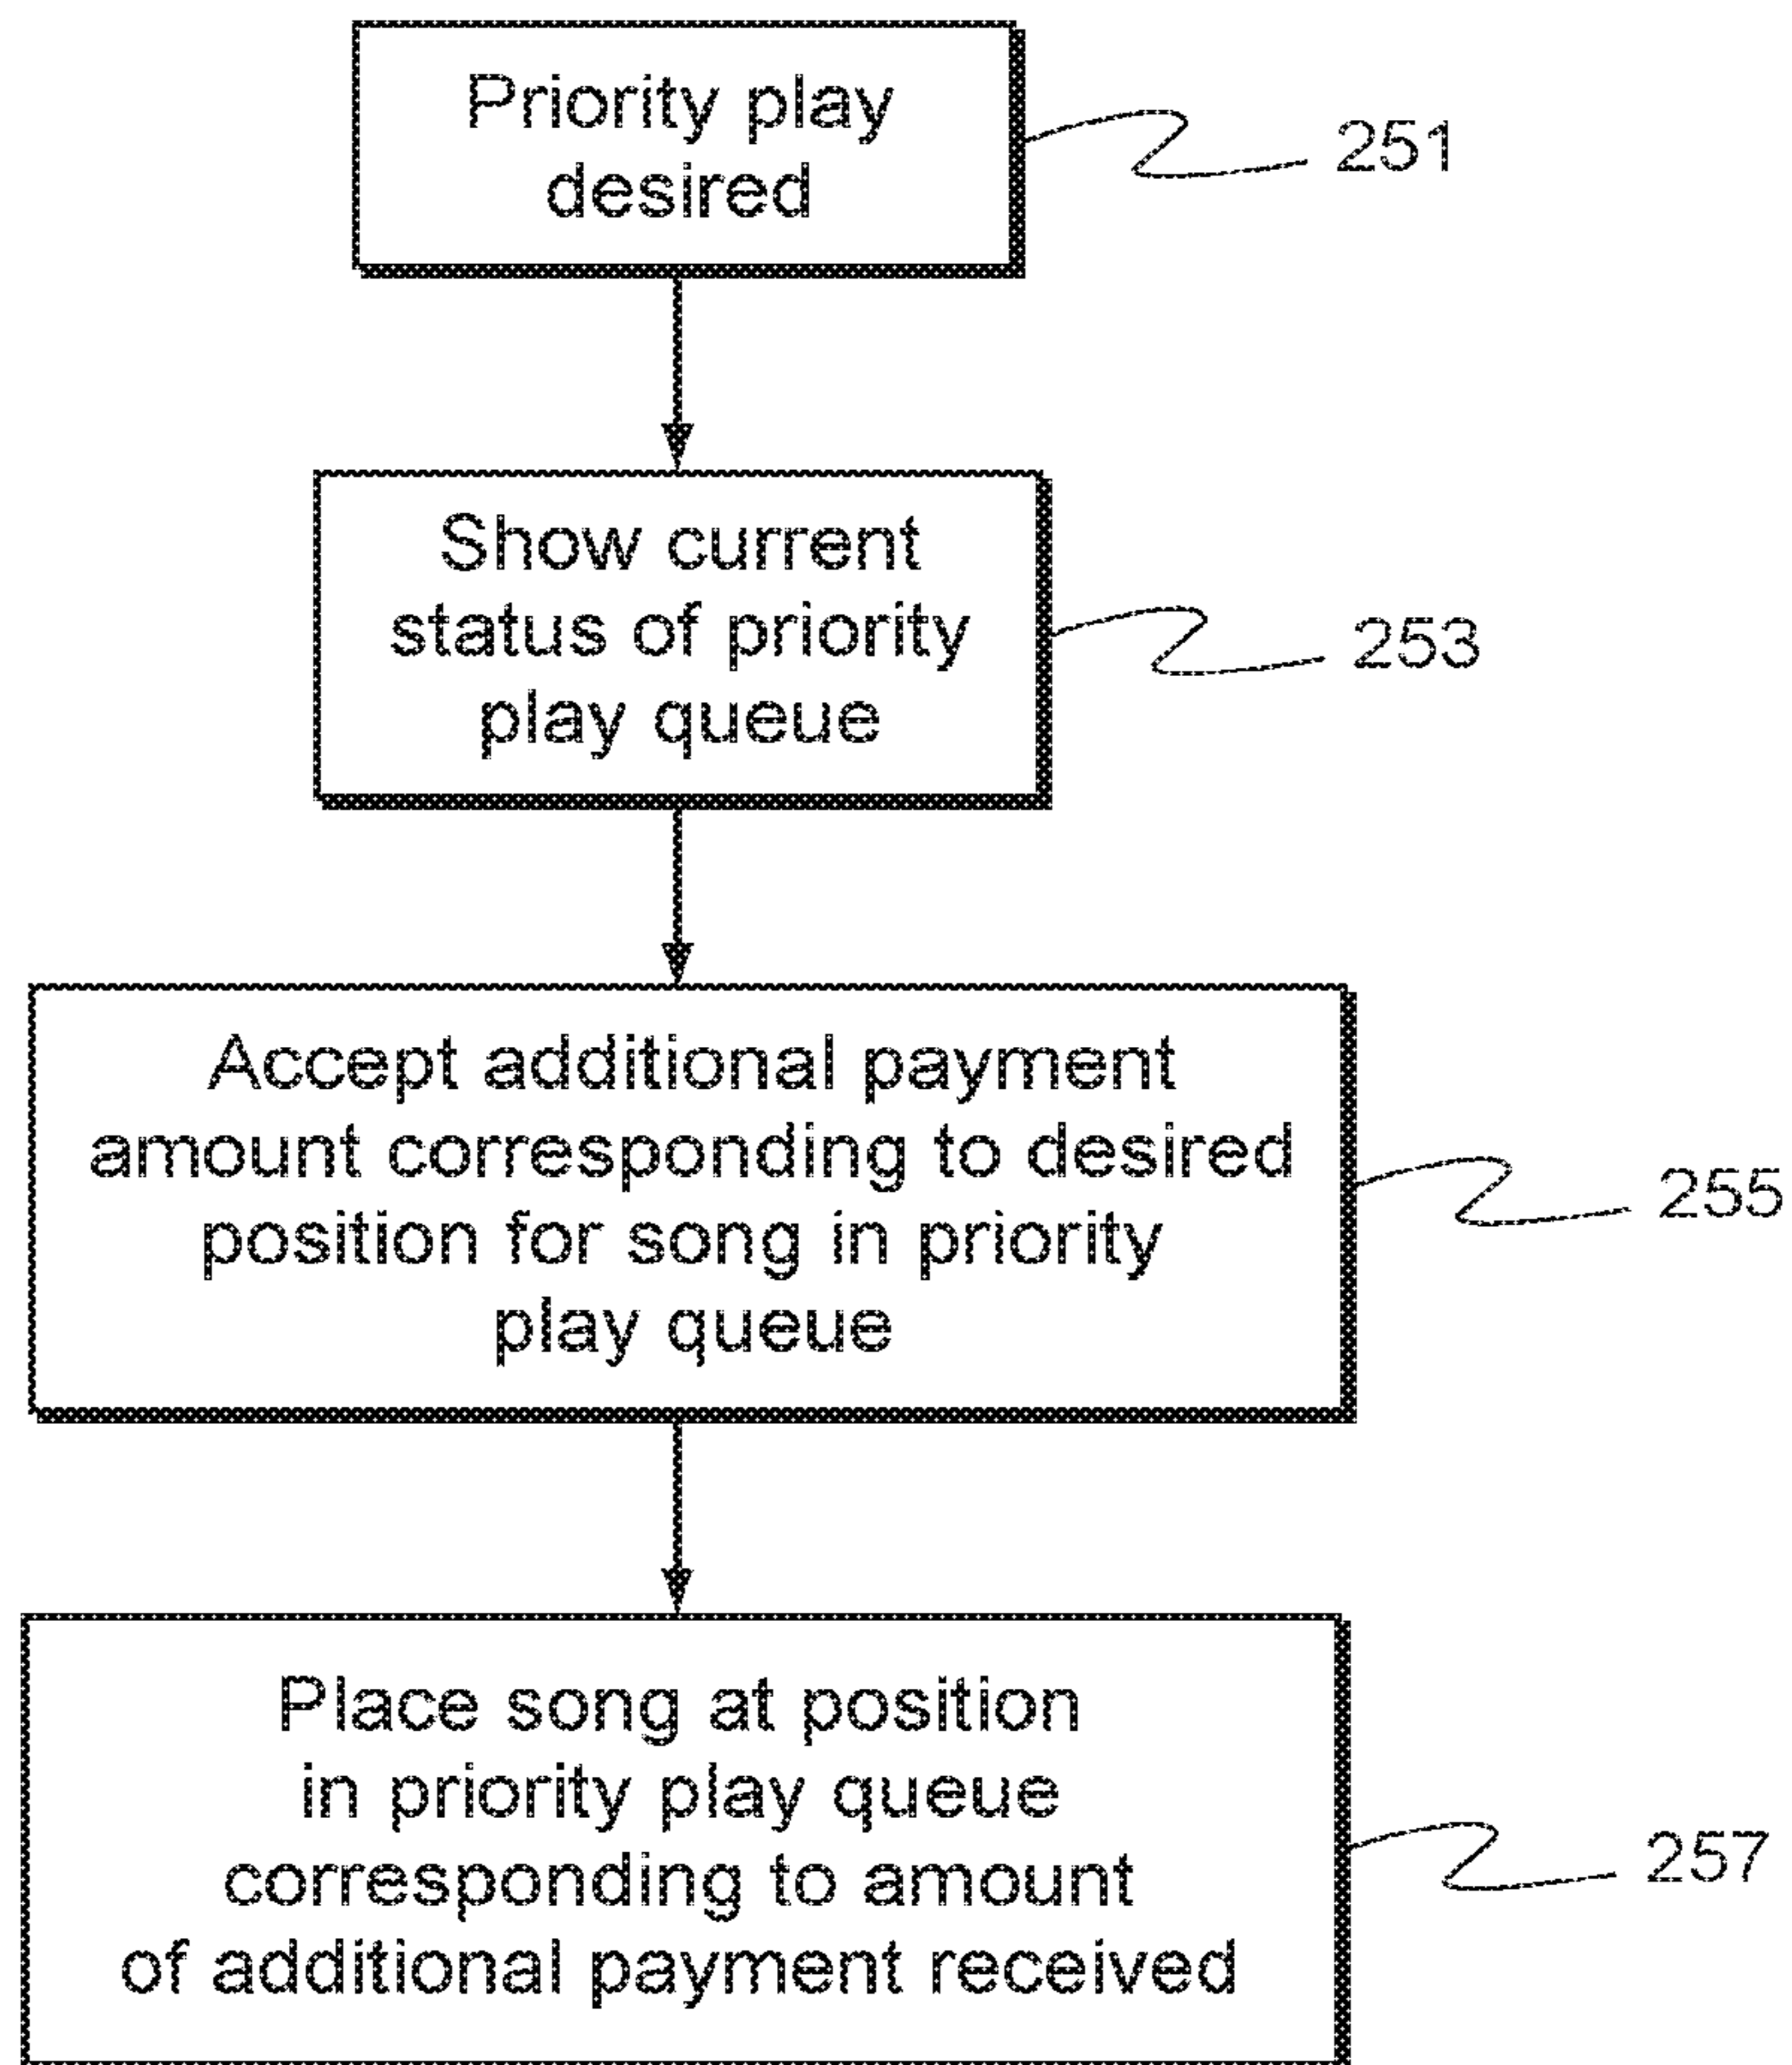 Priority play
desired
251
Show current
status of priority
play queue
253
Accept additional payment
amount corresponding to desired
position for song in priority
play queue
255
Place song at position
in priority play queue
corresponding to amount
of additional payment received
257